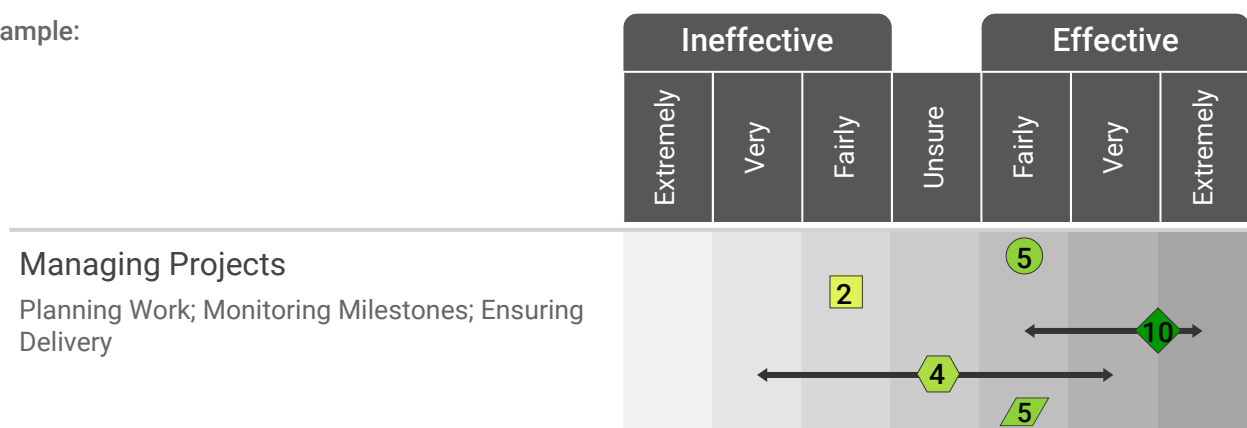 ample:
Ineffective
Effective
Extremely
Very
Fairly
Unsure
Fairly
Very
Extremely
Managing Projects
Planning Work; Monitoring Milestones; Ensuring
Delivery
5
2
10
4
5